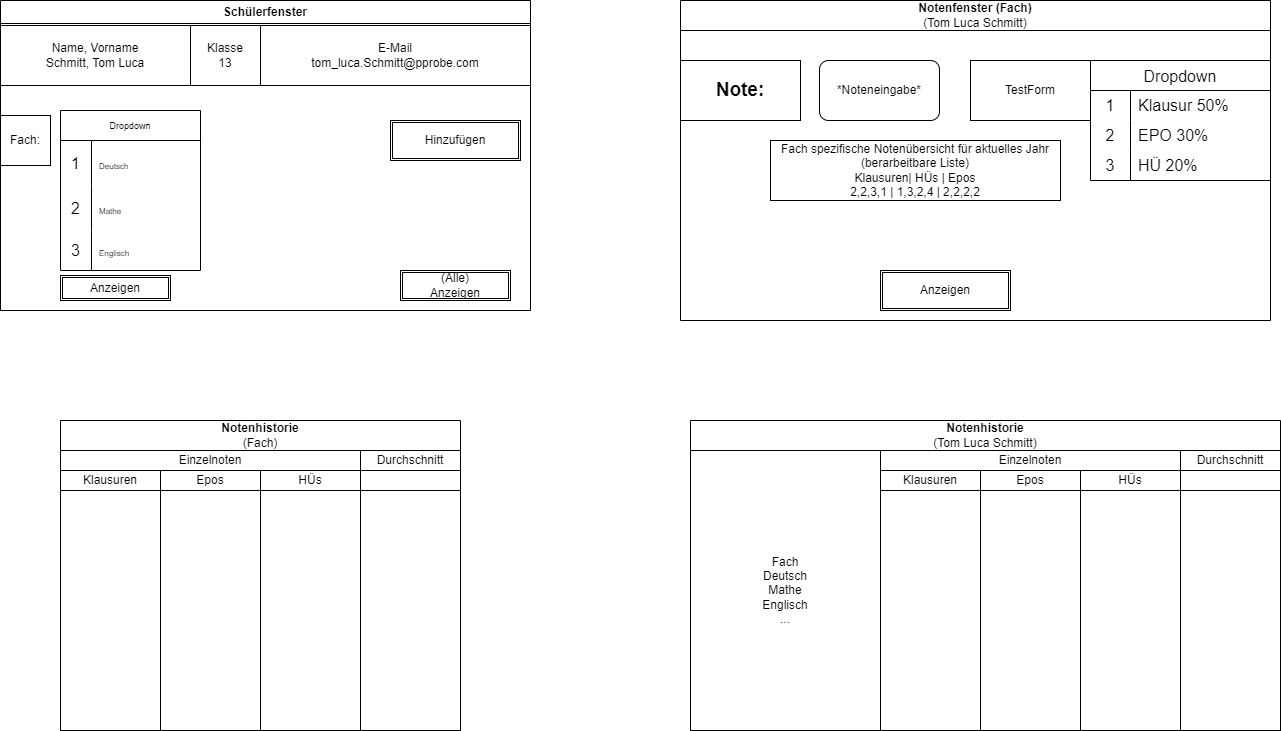 Schülerfenster
Name, Vorname
Schmitt, Tom Luca
Klasse
13
E-Mail
tom_luca.Schmitt@pprobe.com
Fach:
Dropdown
1 Deutsch
2 Mathe
3 Englisch
Hinzufügen
Anzeigen
(Alle)
Anzeigen
Notenfenster (Fach)
(Tom Luca Schmitt)
Note:
*Noteneingabe*
TestForm
Dropdown
1 Klausur 50%
2 EPO 30%
3 HÜ 20%
Fach spezifische Notenübersicht für aktuelles Jahr
(berarbeitbare Liste)
Klausuren| HÜs | Epos
2,2,3,1 | 1,3,2,4 | 2,2,2,2
Anzeigen
Notenhistorie
(Fach)
Einzelnoten Durchschnitt
Klausuren Epos HÜs
Notenhistorie
(Tom Luca Schmitt)
Einzelnoten Durchschnitt
Klausuren Epos HÜs
Fach
Deutsch
Mathe
Englisch
...